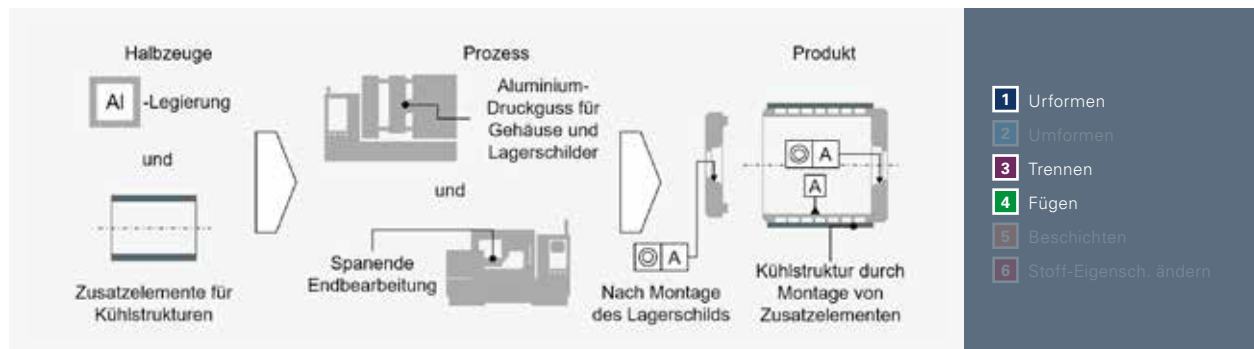 Halbzeuge
Al -Legierung
und
Zusatzelemente für
Kühlstrukturen
Prozess
Aluminium-
Druckguss für
Gehäuse und
Lagerschilder
und
Spanende
Endbearbeitung
Produkt
◎ A
A
◎ A
Nach Montage
des Lagerschilds
Kühlstruktur durch
Montage von
Zusatzelementen
1 Urformen
2 Umformen
3 Trennen
4 Fügen
5 Beschichten
6 Stoff-Eigensch. ändern